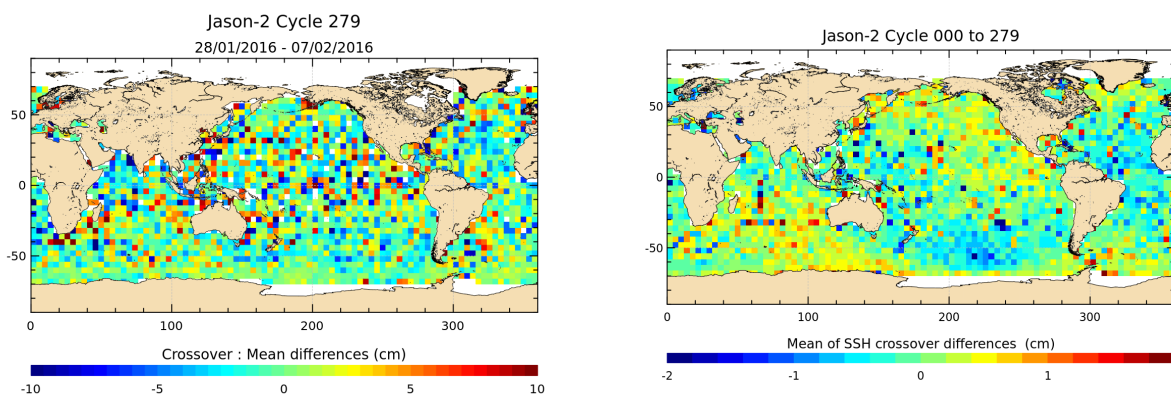 Jason-2 Cycle 279
28/01/2016 - 07/02/2016
50
0
-50
0 100 200 300
Crossover : Mean differences (cm)
-10 -5 0 5 10
Jason-2 Cycle 000 to 279
50
0
-50
0 100 200 300
Mean of SSH crossover differences (cm)
-2 -1 0 1